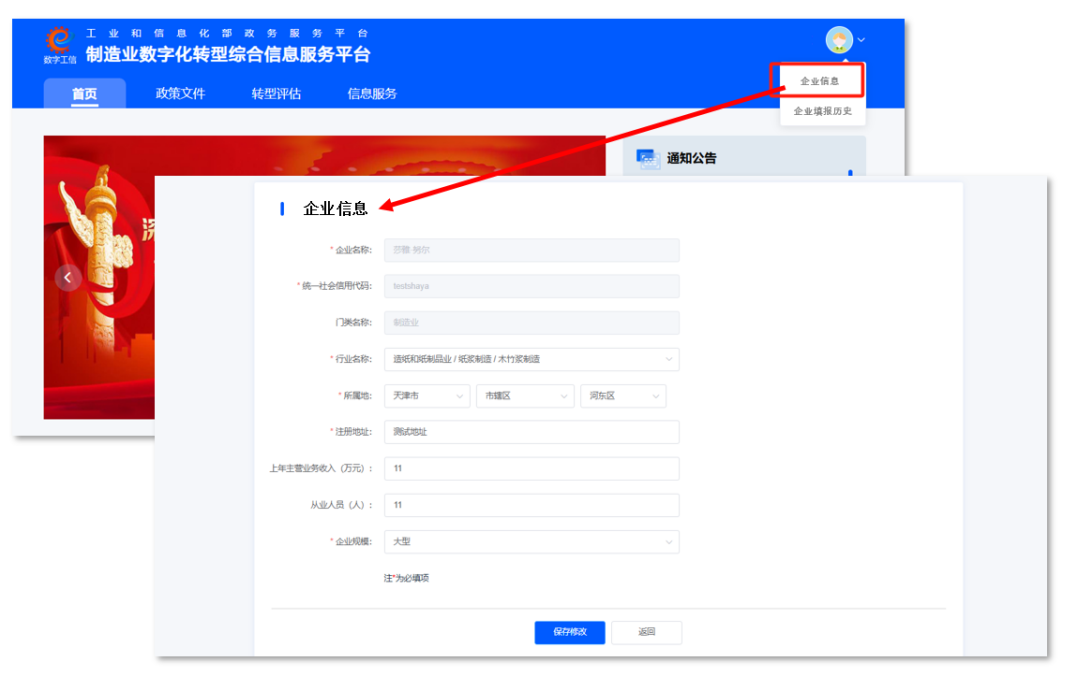 工业和信息化部政务服务平台
数字工信
制造业数字化转型综合信息服务平台
首页 政策文件 转型评估 信息服务
企业信息
企业填报历史
通知公告
深
企业信息
*企业名称: 莎雅·努尔
*统一社会信用代码: testshaya
门类名称: 制造业
*行业名称: 造纸和纸制品业 / 纸浆制造 / 木竹浆制造
*所属地: 天津市 市辖区 河东区
*注册地址: 测试地址
上年主营业务收入（万元）: 11
从业人员（人）: 11
*企业规模: 大型
注*为必填项
保存修改 返回